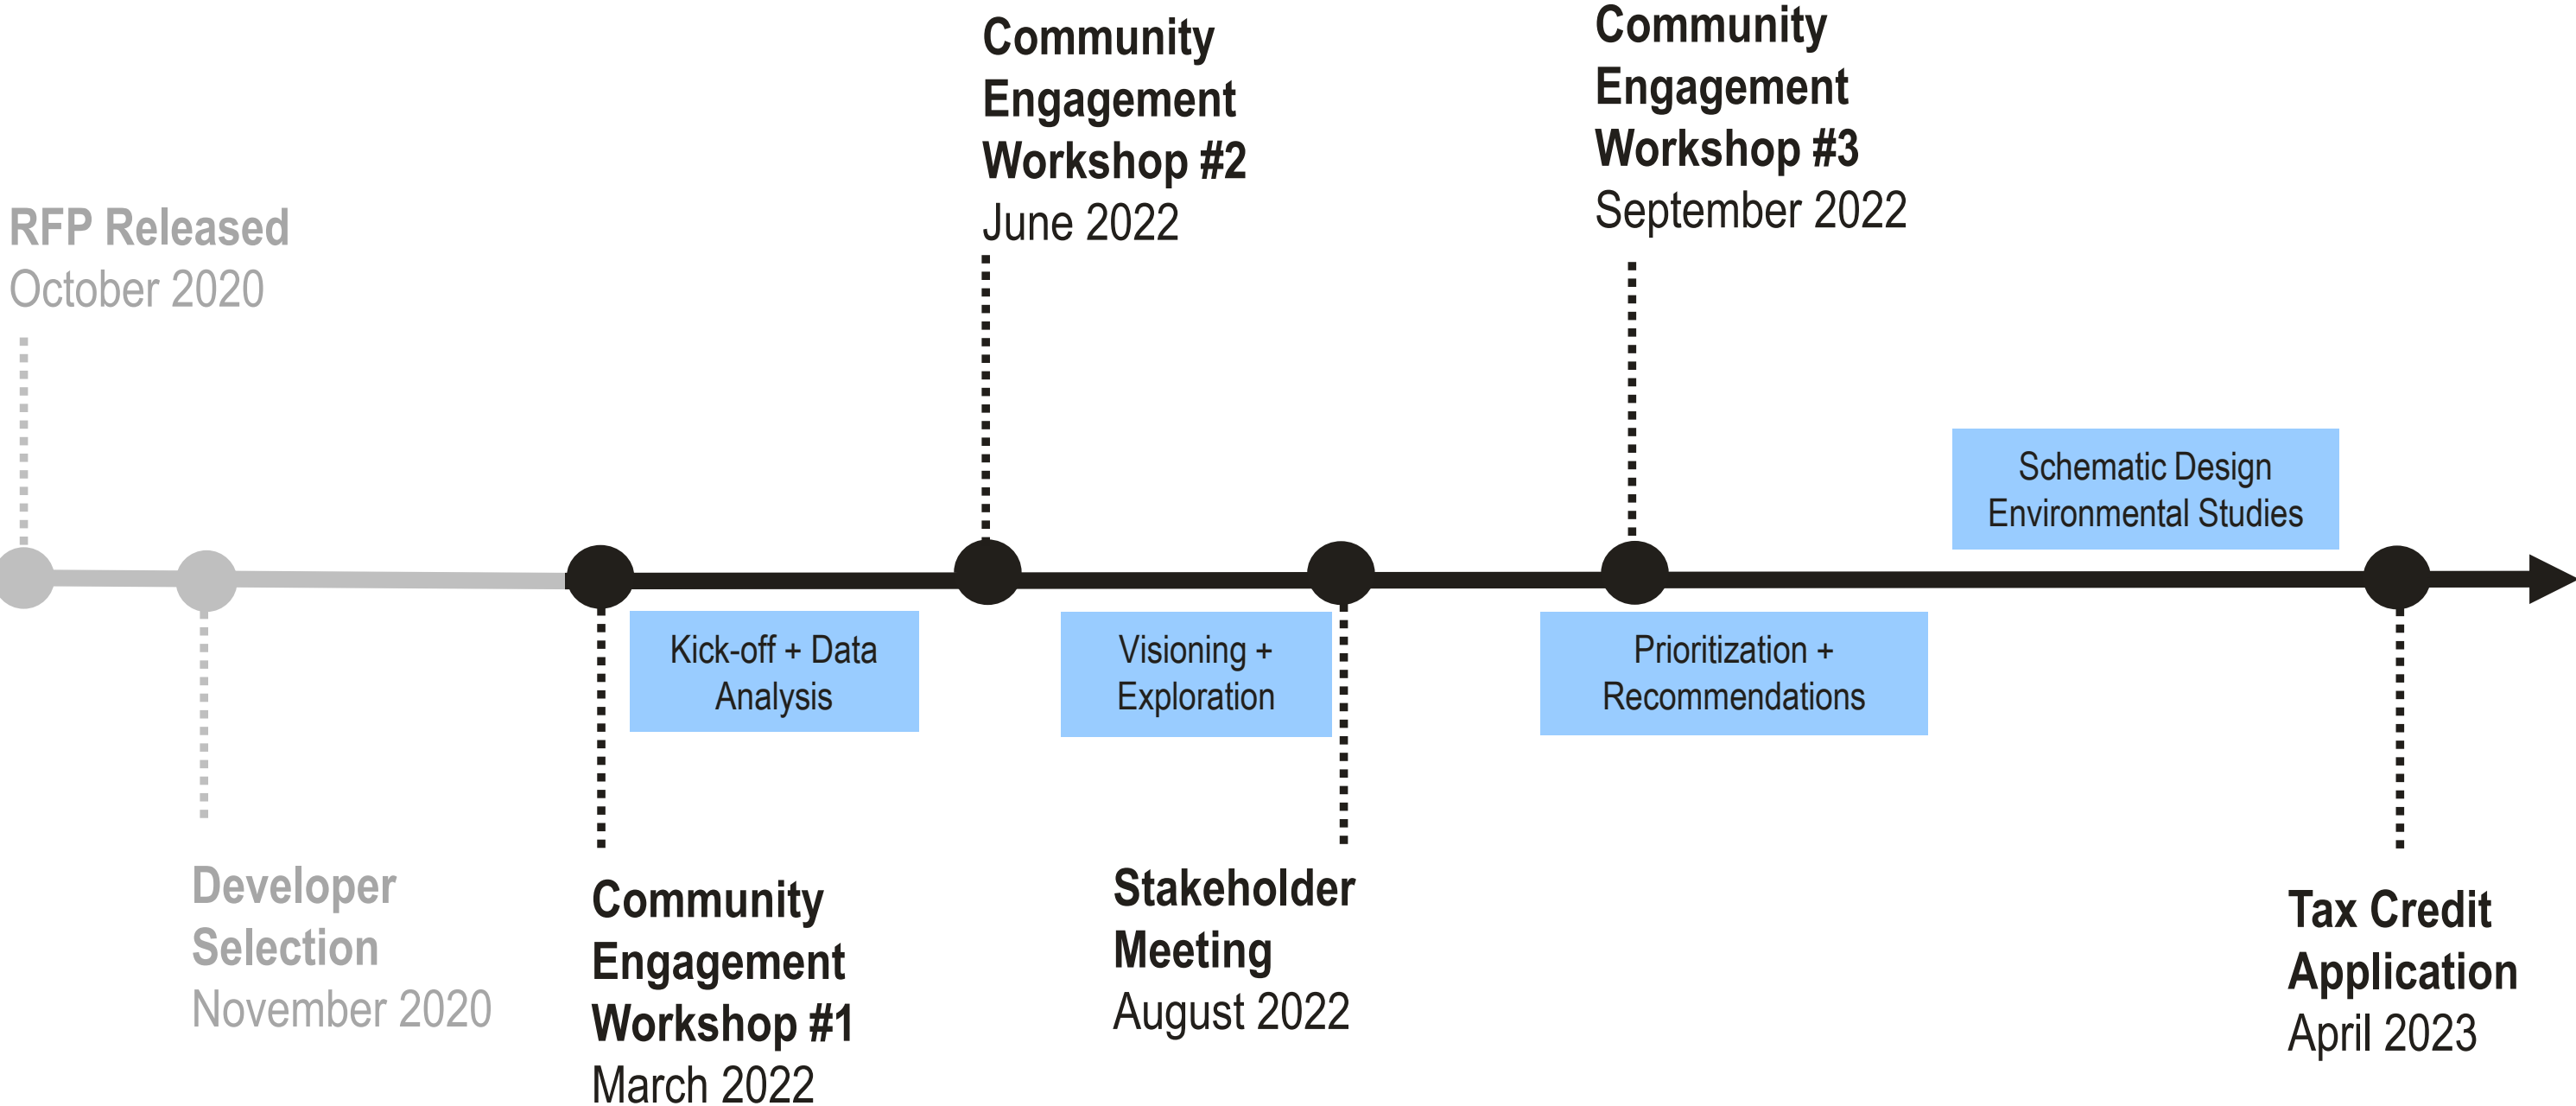 RFP Released
October 2020
Developer
Selection
November 2020
Community
Engagement
Workshop #1
March 2022
Kick-off + Data
Analysis
Community
Engagement
Workshop #2
June 2022
Visioning +
Exploration
Stakeholder
Meeting
August 2022
Community
Engagement
Workshop #3
September 2022
Prioritization +
Recommendations
Schematic Design
Environmental Studies
Tax Credit
Application
April 2023